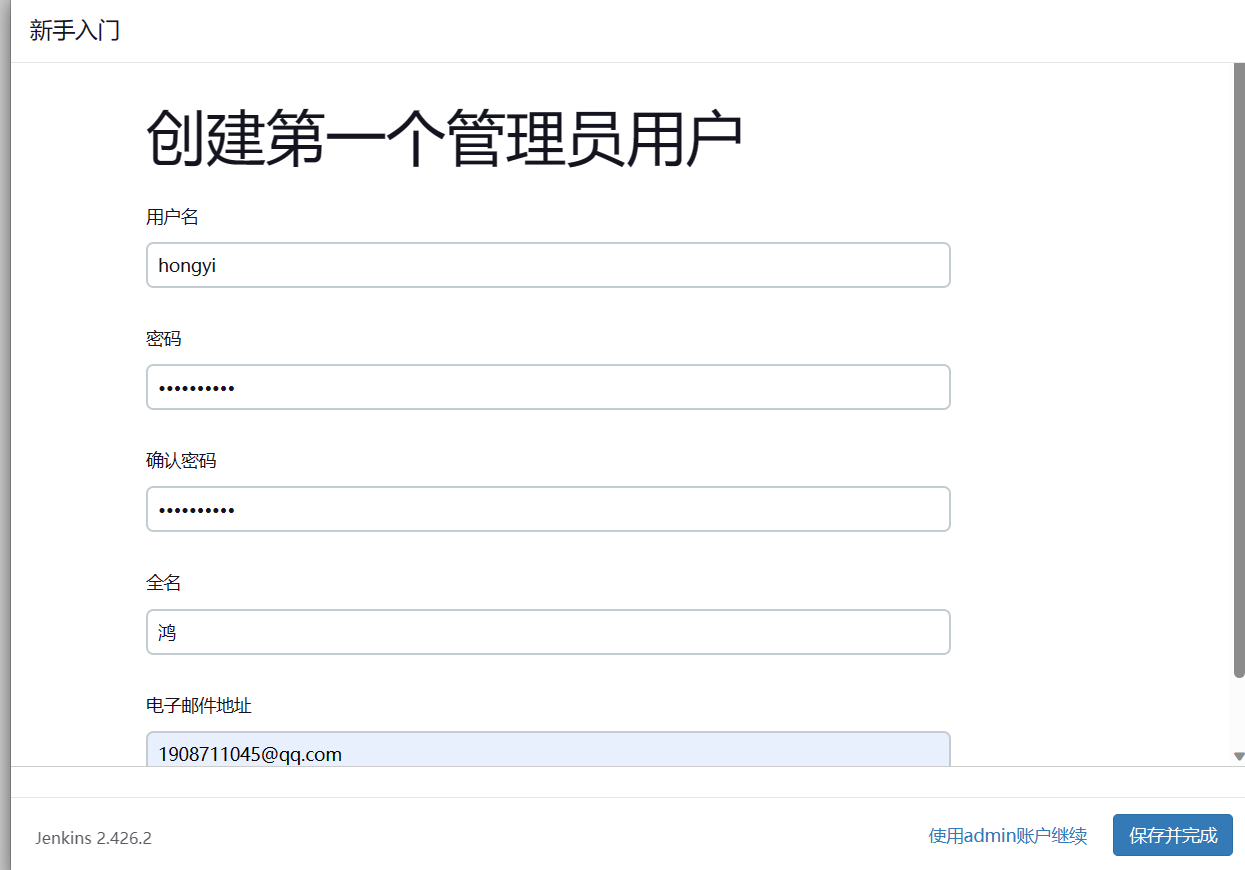 新手入门
创建第一个管理员用户
用户名
hongyi
密码
••••••••••
确认密码
••••••••••
全名
鸿
电子邮件地址
1908711045@qq.com
Jenkins 2.426.2
使用admin账户继续
保存并完成